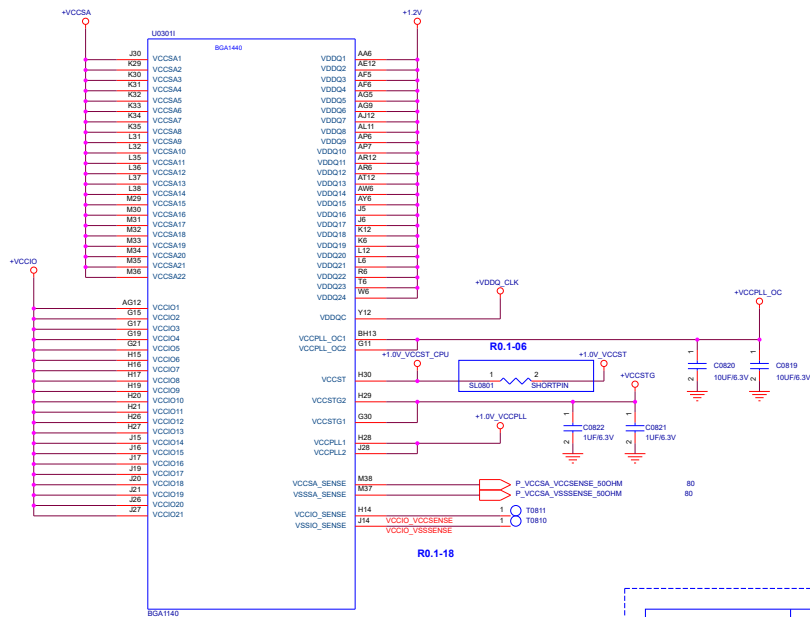 +VCCSA
+1.2V
U0301I
BGA1440
J30 VCCSA1 VDDQ1 AA6
K29 VCCSA2 VDDQ2 AE12
K30 VCCSA3 VDDQ3 AF5
K31 VCCSA4 VDDQ4 AF6
K32 VCCSA5 VDDQ5 AG5
K33 VCCSA6 VDDQ6 AG9
K34 VCCSA7 VDDQ7 AJ12
K35 VCCSA8 VDDQ8 AL11
L31 VCCSA9 VDDQ9 AP6
L32 VCCSA10 VDDQ10 AP7
L35 VCCSA11 VDDQ11 AR12
L36 VCCSA12 VDDQ12 AR6
L37 VCCSA13 VDDQ13 AT12
L38 VCCSA14 VDDQ14 AW6
M29 VCCSA15 VDDQ15 AY6
M30 VCCSA16 VDDQ16 J5
M31 VCCSA17 VDDQ17 J6
M32 VCCSA18 VDDQ18 K12
M33 VCCSA19 VDDQ19 K6
M34 VCCSA20 VDDQ20 L12
M35 VCCSA21 VDDQ21 L6
M36 VCCSA22 VDDQ22 R6
VDDQ23 T6
VDDQ24 W6
+VCCIO
+VDDQ_CLK
+VCCPLL_OC
AG12 VCCIO1
G15 VCCIO2 VDDQC Y12
G17 VCCIO3
G19 VCCIO4 VCCPLL_OC1 BH13
G21 VCCIO5 VCCPLL_OC2 G11
R0.1-06
H15 VCCIO6
H16 VCCIO7
H17 VCCIO8 VCCST H30
H19 VCCIO9
H20 VCCIO10 VCCSTG2 H29
H21 VCCIO11
H26 VCCIO12 VCCSTG1 G30
H27 VCCIO13
J15 VCCIO14 VCCPLL1 H28
J16 VCCIO15 VCCPLL2 J28
J17 VCCIO16
J19 VCCIO17
J20 VCCIO18 VCCSA_SENSE M38
J21 VCCIO19 VSSSA_SENSE M37
J26 VCCIO20
J27 VCCIO21 VCCIO_SENSE H14
VSSIO_SENSE J14
+1.0V_VCCST_CPU
+1.0V_VCCST
1 2
SL0801 SHORTPIN
+VCCSTG
+1.0V_VCCPLL
1 2 C0820
10UF/6.3V
1 2 C0819
10UF/6.3V
1 2 C0822
1UF/6.3V
1 2 C0821
1UF/6.3V
P_VCCSA_VCCSENSE_50OHM 80
P_VCCSA_VSSSENSE_50OHM 80
VCCIO_VCCSENSE 1 T0811
VCCIO_VSSSENSE 1 T0810
R0.1-18
BGA1140